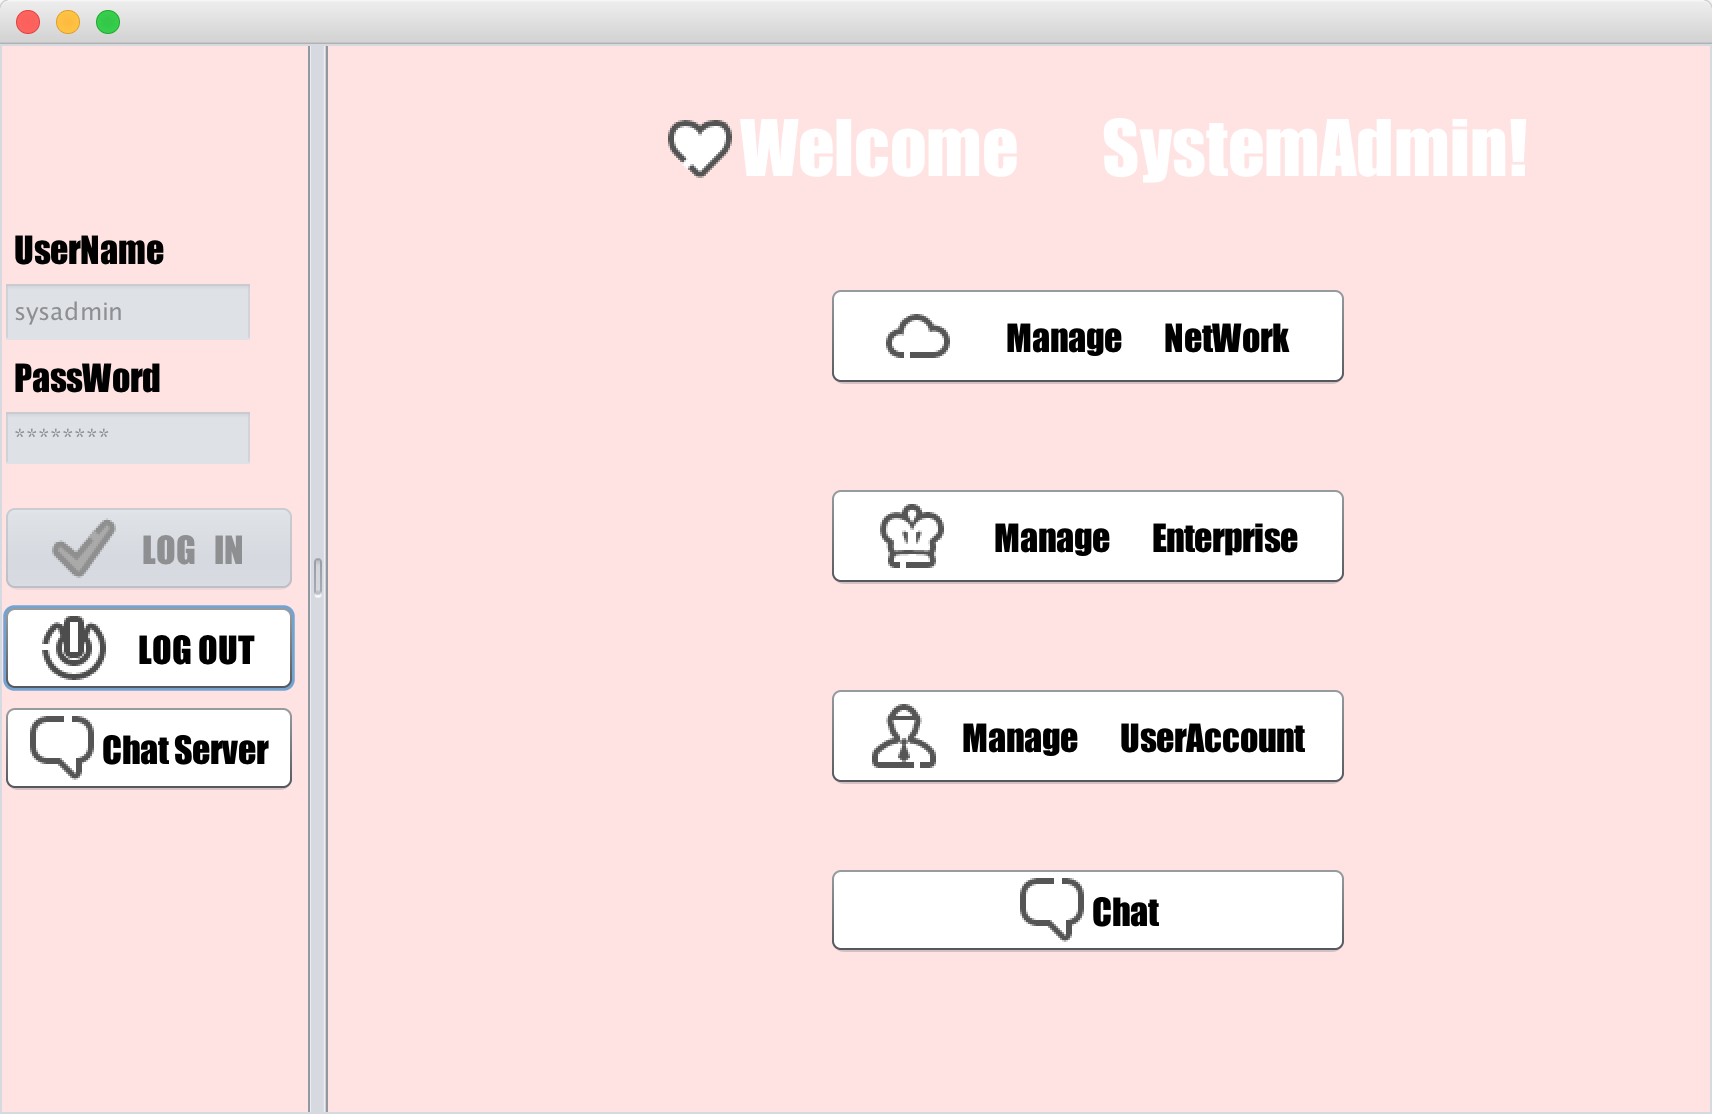 Welcome SystemAdmin!
UserName
sysadmin
PassWord
********
LOG IN
LOG OUT
Chat Server
Manage NetWork
Manage Enterprise
Manage UserAccount
Chat